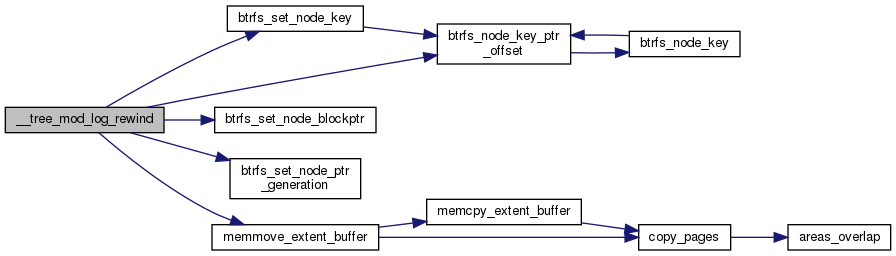 btrfs_set_node_key
btrfs_node_key_ptr
_offset
btrfs_node_key
__tree_mod_log_rewind
btrfs_set_node_blockptr
btrfs_set_node_ptr
_generation
memmove_extent_buffer
memcpy_extent_buffer
copy_pages
areas_overlap